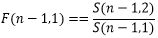 F(n-1,1) == S(n-1,2) / S(n-1,1)